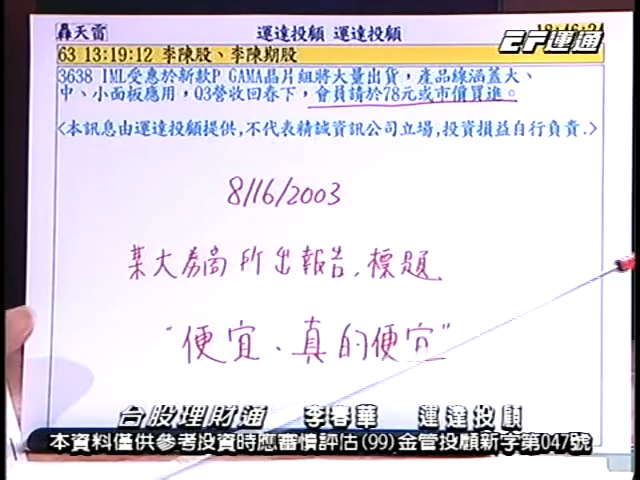 轟天雷 運達投顧 運達投顧 18:46:24
運通
63 13:19:12 李陳股、李陳期股
3638 IML受惠於新款P GAMA晶片組將大量出貨，產品線涵蓋大、
中、小面板應用，Q3營收回春下，會員請於78元或市價買進。
<本訊息由運達投顧提供,不代表精誠資訊公司立場,投資損益自行負責.>
8/16/2003
某大券商所出報告,標題
"便宜、真的便宜"
台股理財通 李春華 運達投顧
本資料僅供參考投資時應審慎評估(99)金管投顧新字第047號